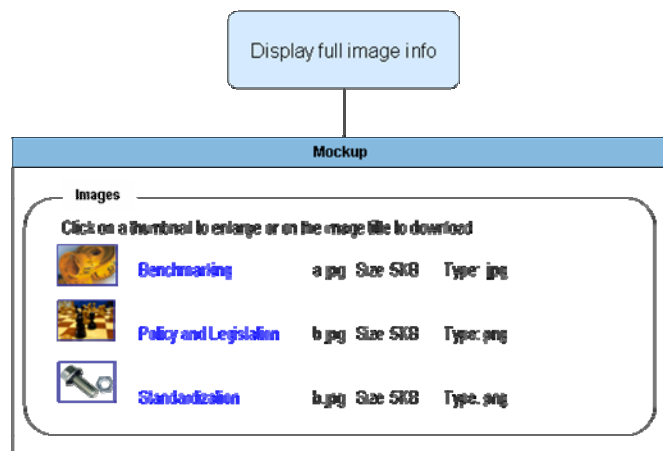 Display full image info
Mockup
Images
Click on a thumbnail to enlarge or on the image title to download
Benchmarking a.jpg Size 5KB Type: jpg
Policy and Legislation b.jpg Size 5KB Type: png
Standardization b.jpg Size 5KB Type: png